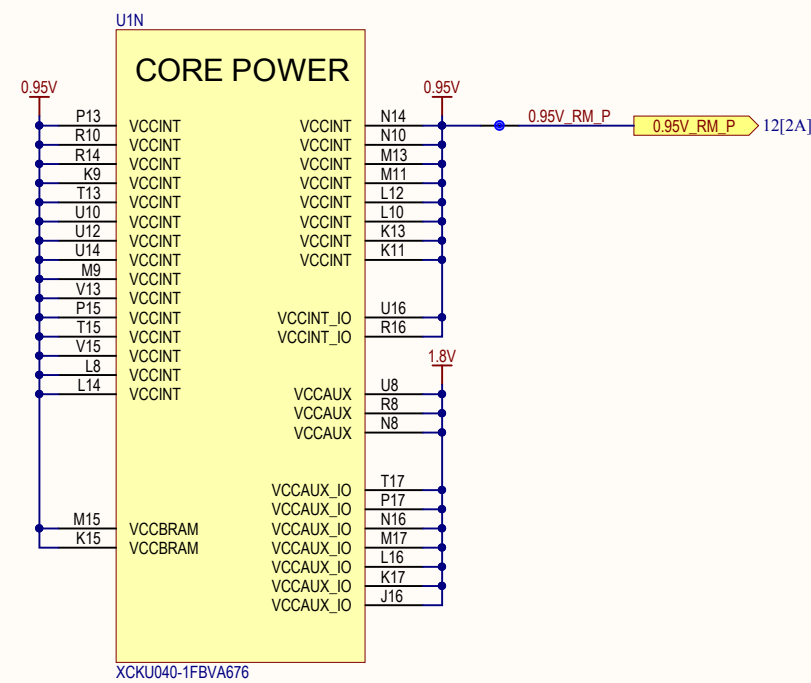 U1N
CORE POWER
0.95V
0.95V
P13 VCCINT VCCINT N14 0.95V_RM_P 0.95V_RM_P 12[2A]
R10 VCCINT VCCINT N10
R14 VCCINT VCCINT M13
K9 VCCINT VCCINT M11
T13 VCCINT VCCINT L12
U10 VCCINT VCCINT L10
U12 VCCINT VCCINT K13
U14 VCCINT VCCINT K11
M9 VCCINT
V13 VCCINT
P15 VCCINT VCCINT_IO U16
T15 VCCINT VCCINT_IO R16
V15 VCCINT 1.8V
L8 VCCINT
L14 VCCINT VCCAUX U8
VCCAUX R8
VCCAUX N8
VCCAUX_IO T17
VCCAUX_IO P17
M15 VCCBRAM VCCAUX_IO N16
K15 VCCBRAM VCCAUX_IO M17
VCCAUX_IO L16
VCCAUX_IO K17
VCCAUX_IO J16
XCKU040-1FBVA676